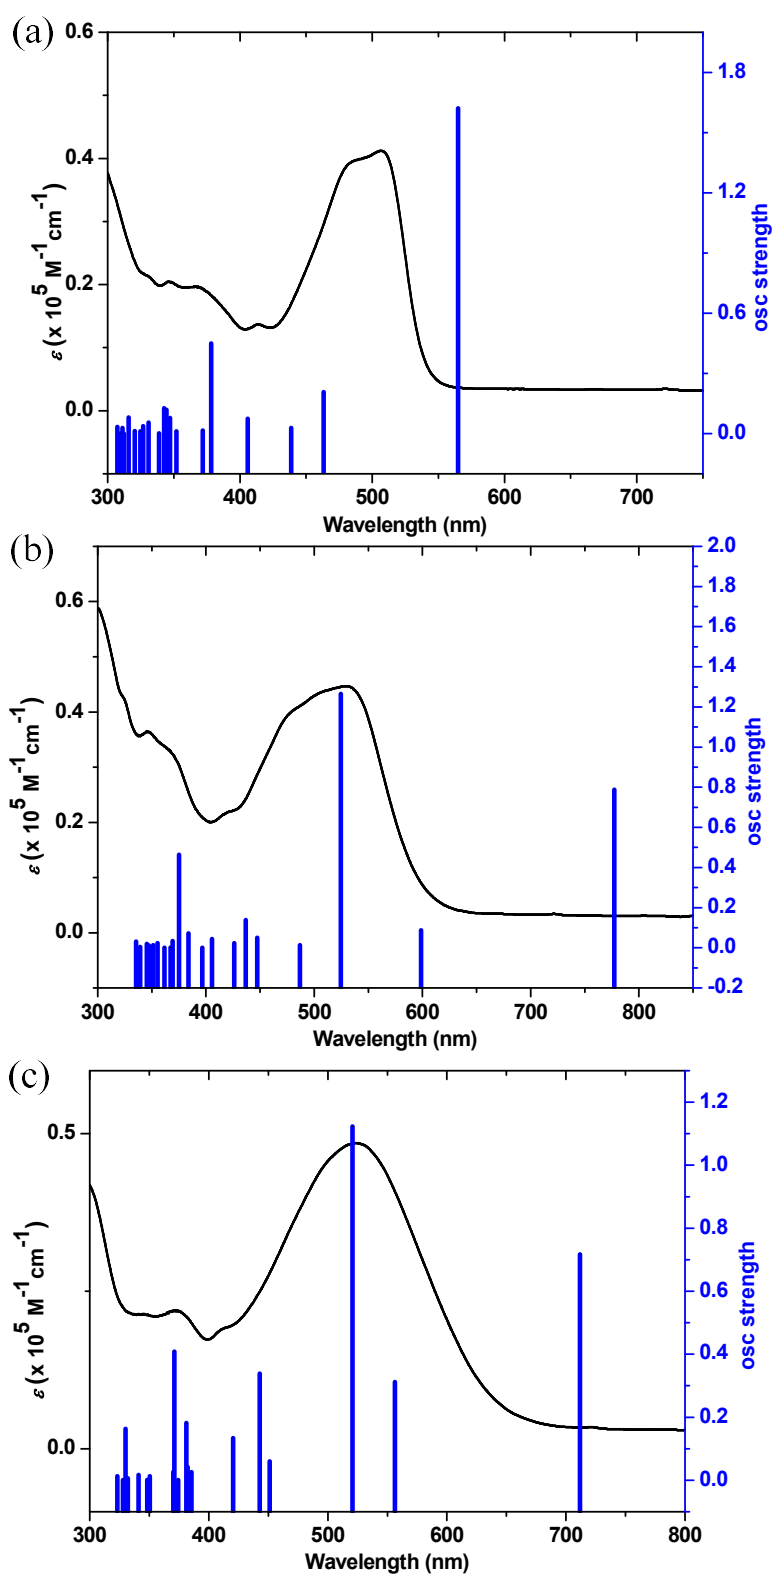 (a)
0.6
0.4
0.2
0.0
ε (x 10⁵ M⁻¹ cm⁻¹)
1.8
1.2
0.6
0.0
osc strength
300 400 500 600 700
Wavelength (nm)
(b)
0.6
0.4
0.2
0.0
ε (x 10⁵ M⁻¹cm⁻¹)
2.0
1.8
1.6
1.4
1.2
1.0
0.8
0.6
0.4
0.2
0.0
-0.2
osc strength
300 400 500 600 700 800
Wavelength (nm)
(c)
0.5
0.0
ε (x 10⁵ M⁻¹cm⁻¹)
1.2
1.0
0.8
0.6
0.4
0.2
0.0
osc strength
300 400 500 600 700 800
Wavelength (nm)